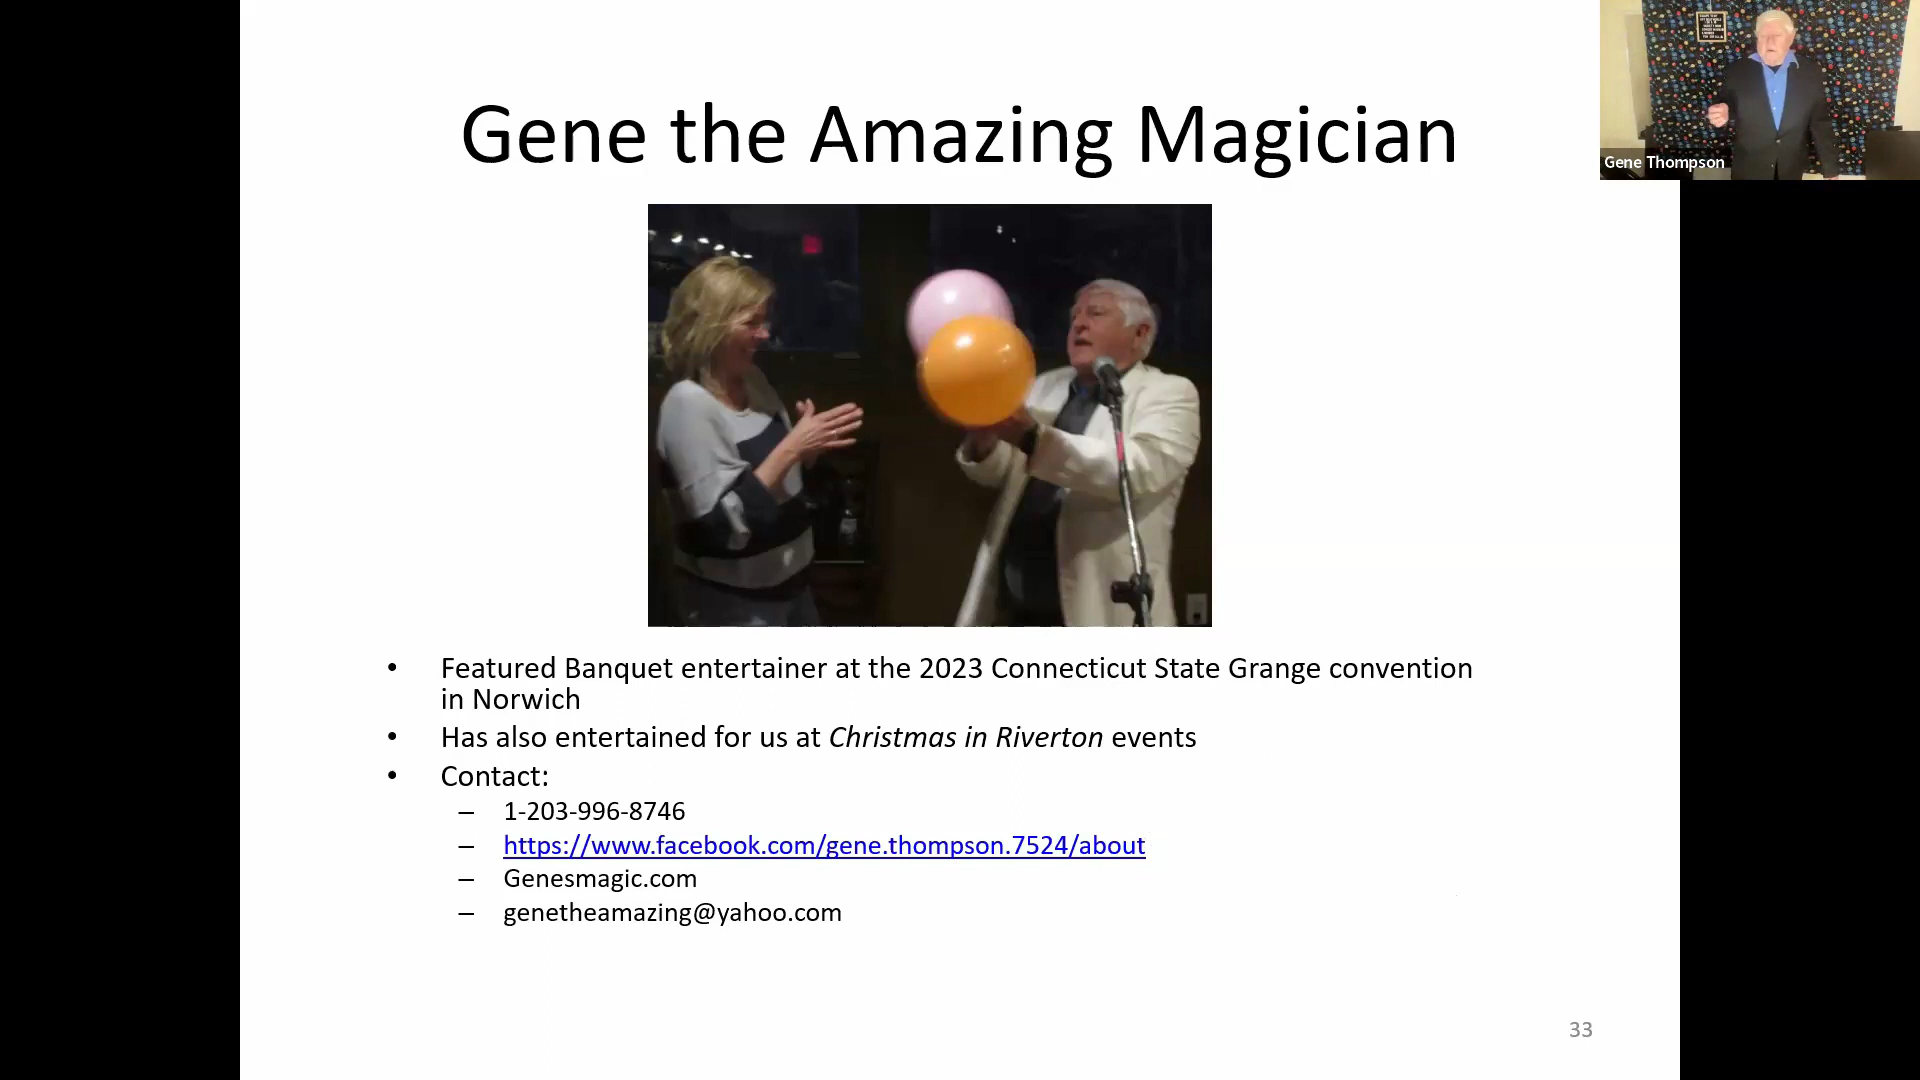 Gene the Amazing Magician
Gene Thompson
• Featured Banquet entertainer at the 2023 Connecticut State Grange convention
in Norwich
• Has also entertained for us at Christmas in Riverton events
• Contact:
– 1-203-996-8746
– https://www.facebook.com/gene.thompson.7524/about
– Genesmagic.com
– genetheamazing@yahoo.com
33